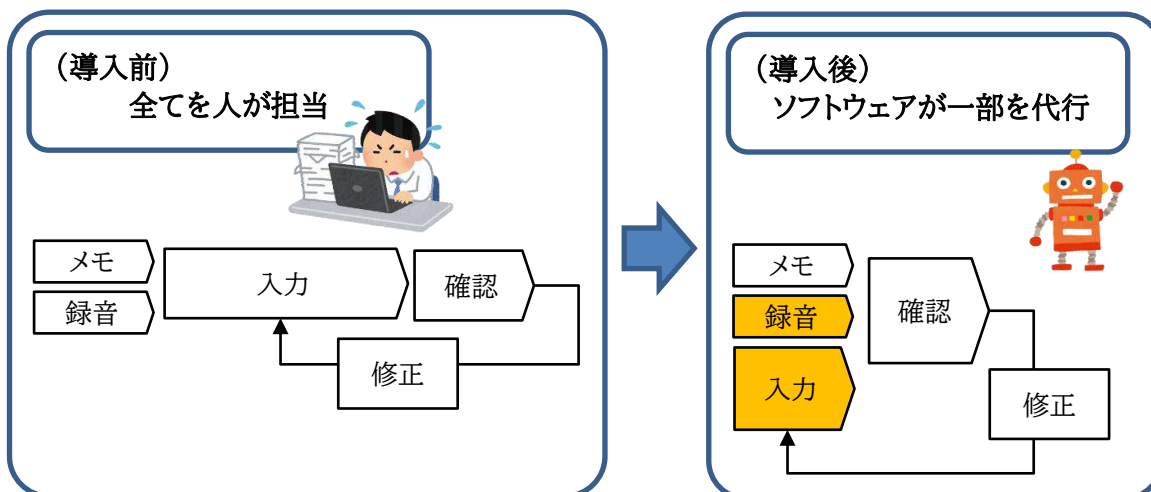 （導入前）
全てを人が担当
メモ
録音
入力
確認
修正
（導入後）
ソフトウェアが一部を代行
メモ
録音
入力
確認
修正